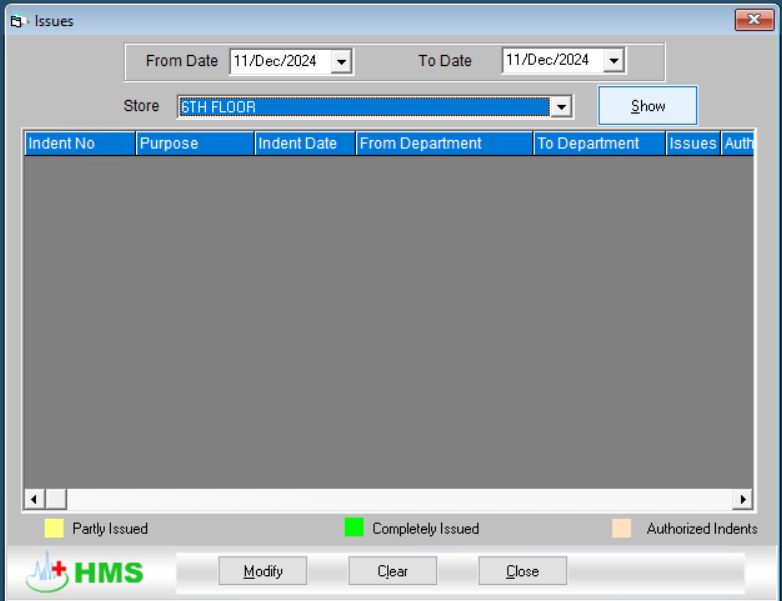 Issues
From Date 11/Dec/2024 To Date 11/Dec/2024
Store 6TH FLOOR Show
Indent No Purpose Indent Date From Department To Department Issues Auth
Partly Issued Completely Issued Authorized Indents
HMS Modify Clear Close